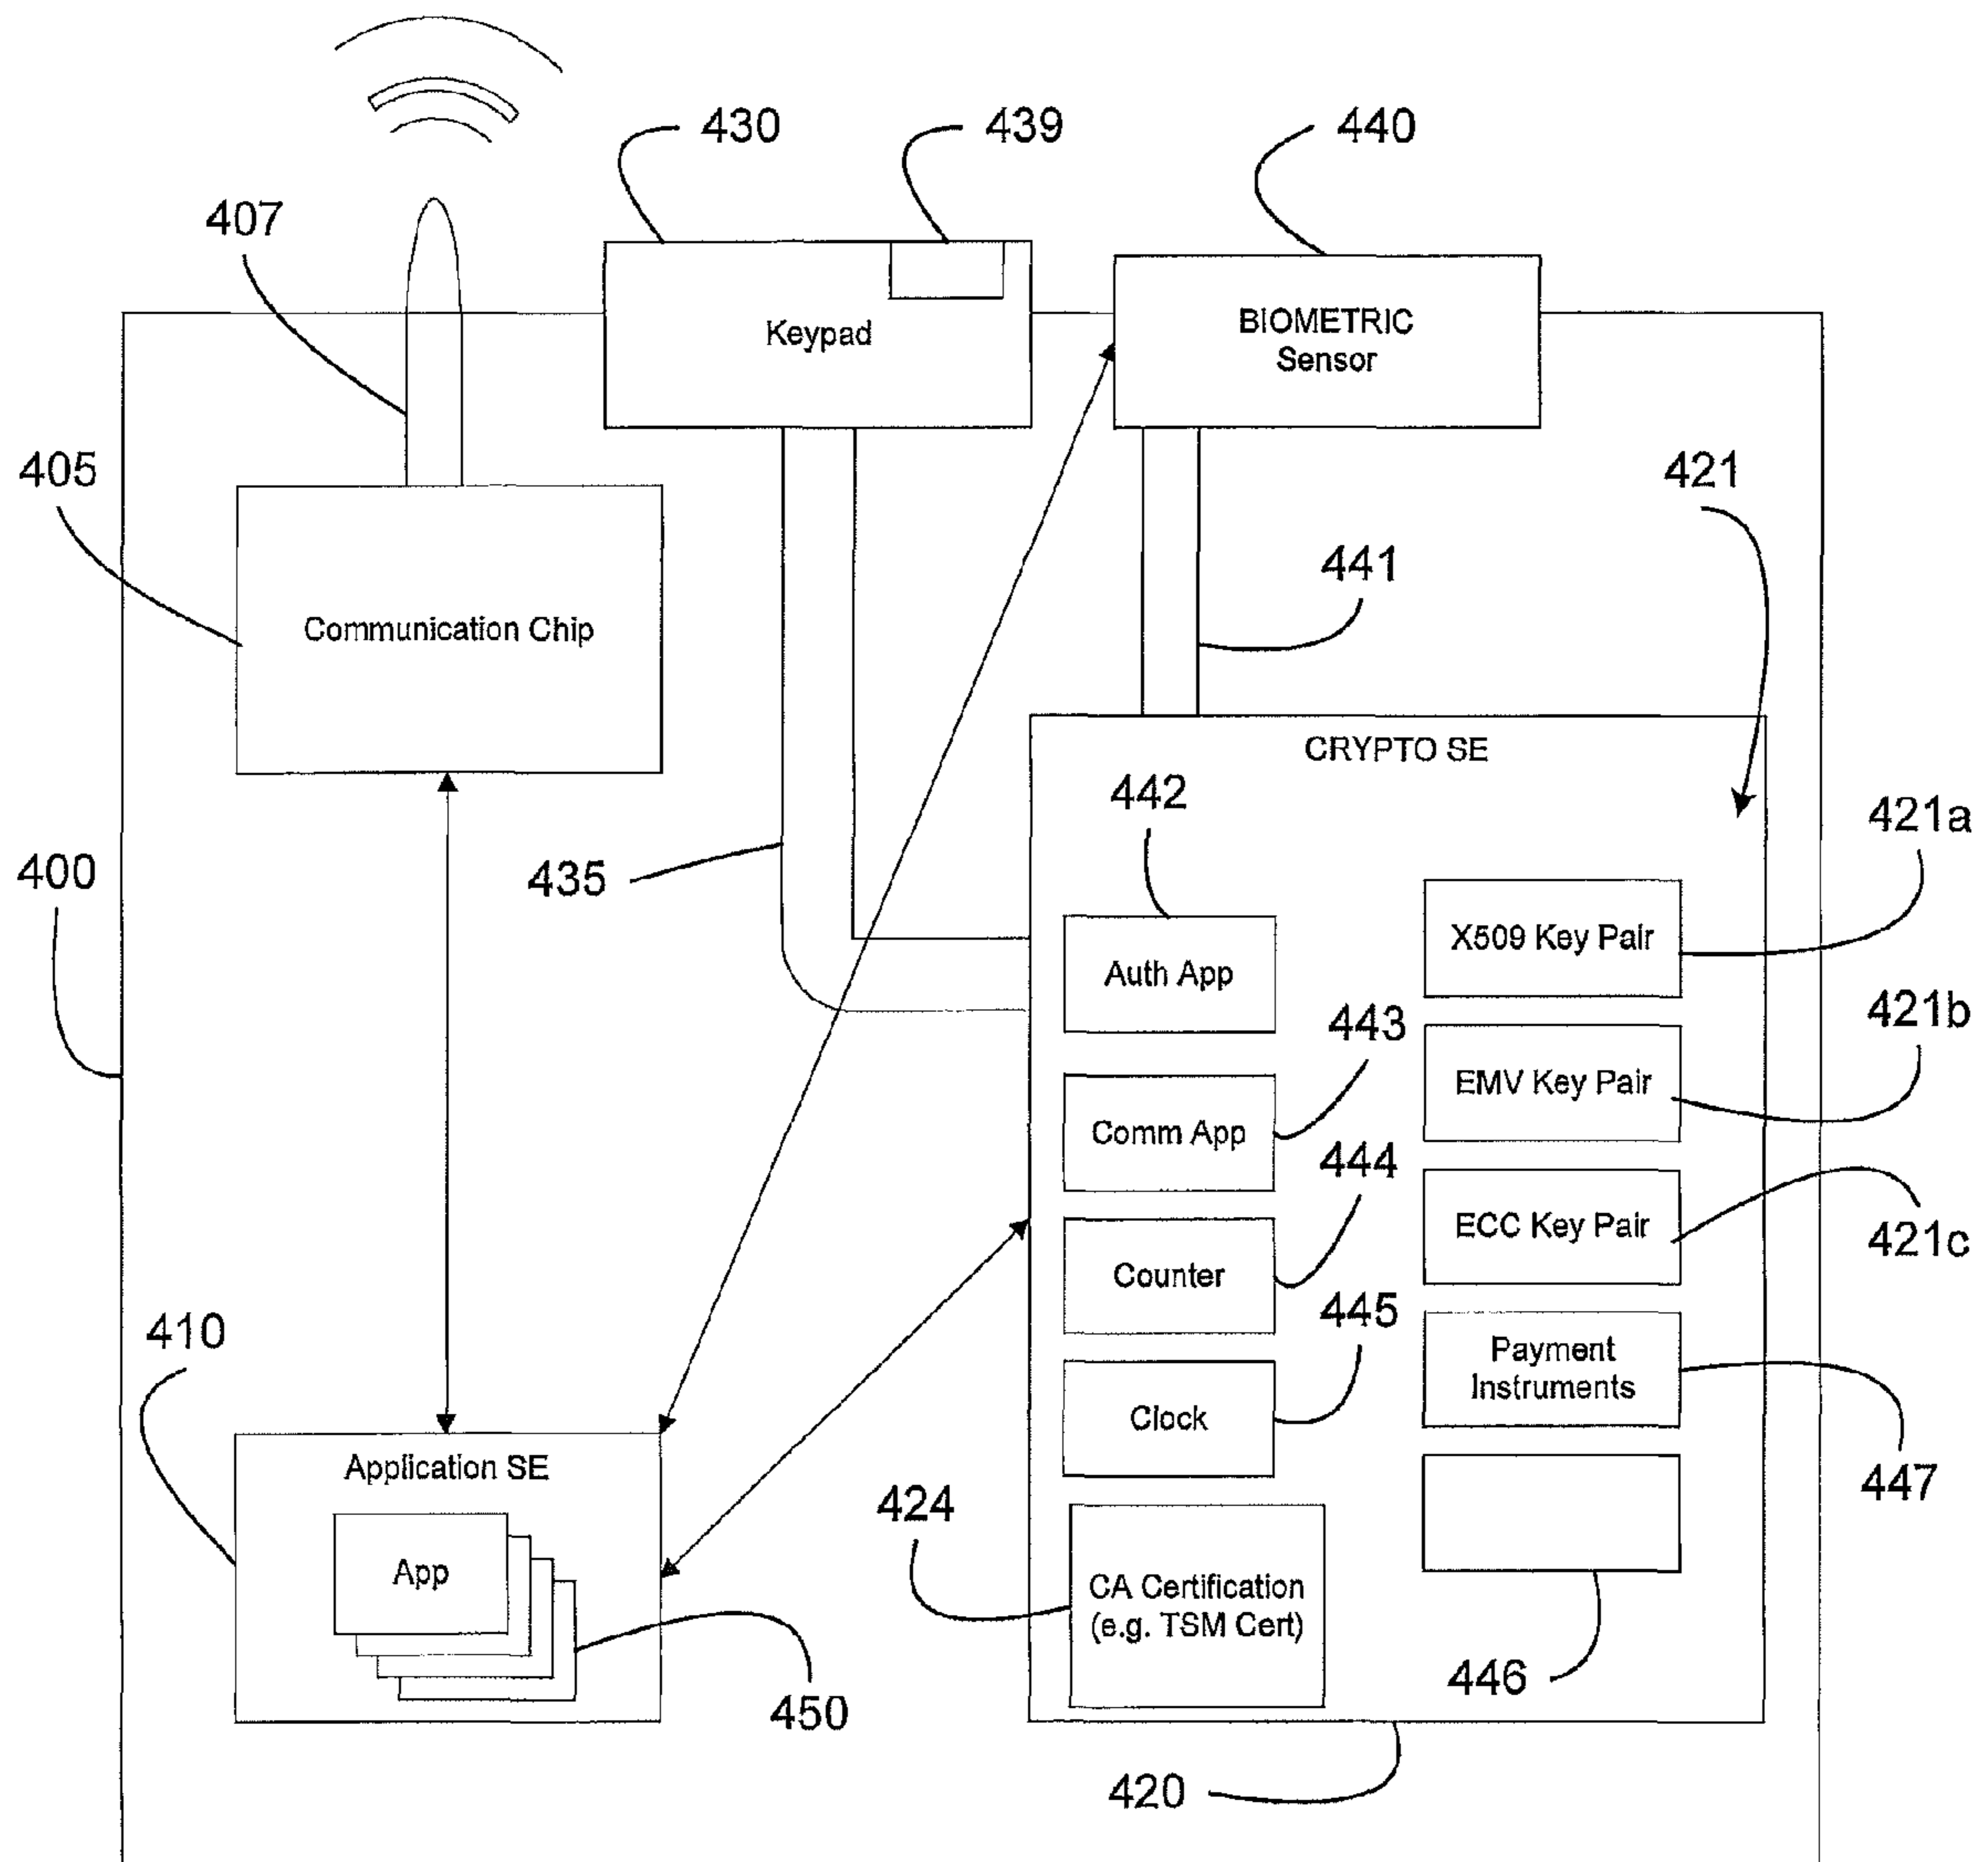 430
439
440
407
Keypad
BIOMETRIC
Sensor
405
421
441
Communication Chip
CRYPTO SE
442
421a
400
435
X509 Key Pair
Auth App
421b
443
EMV Key Pair
Comm App
444
ECC Key Pair
421c
Counter
445
410
Payment
Instruments
Clock
Application SE
447
424
App
CA Certification
(e.g. TSM Cert)
446
450
420